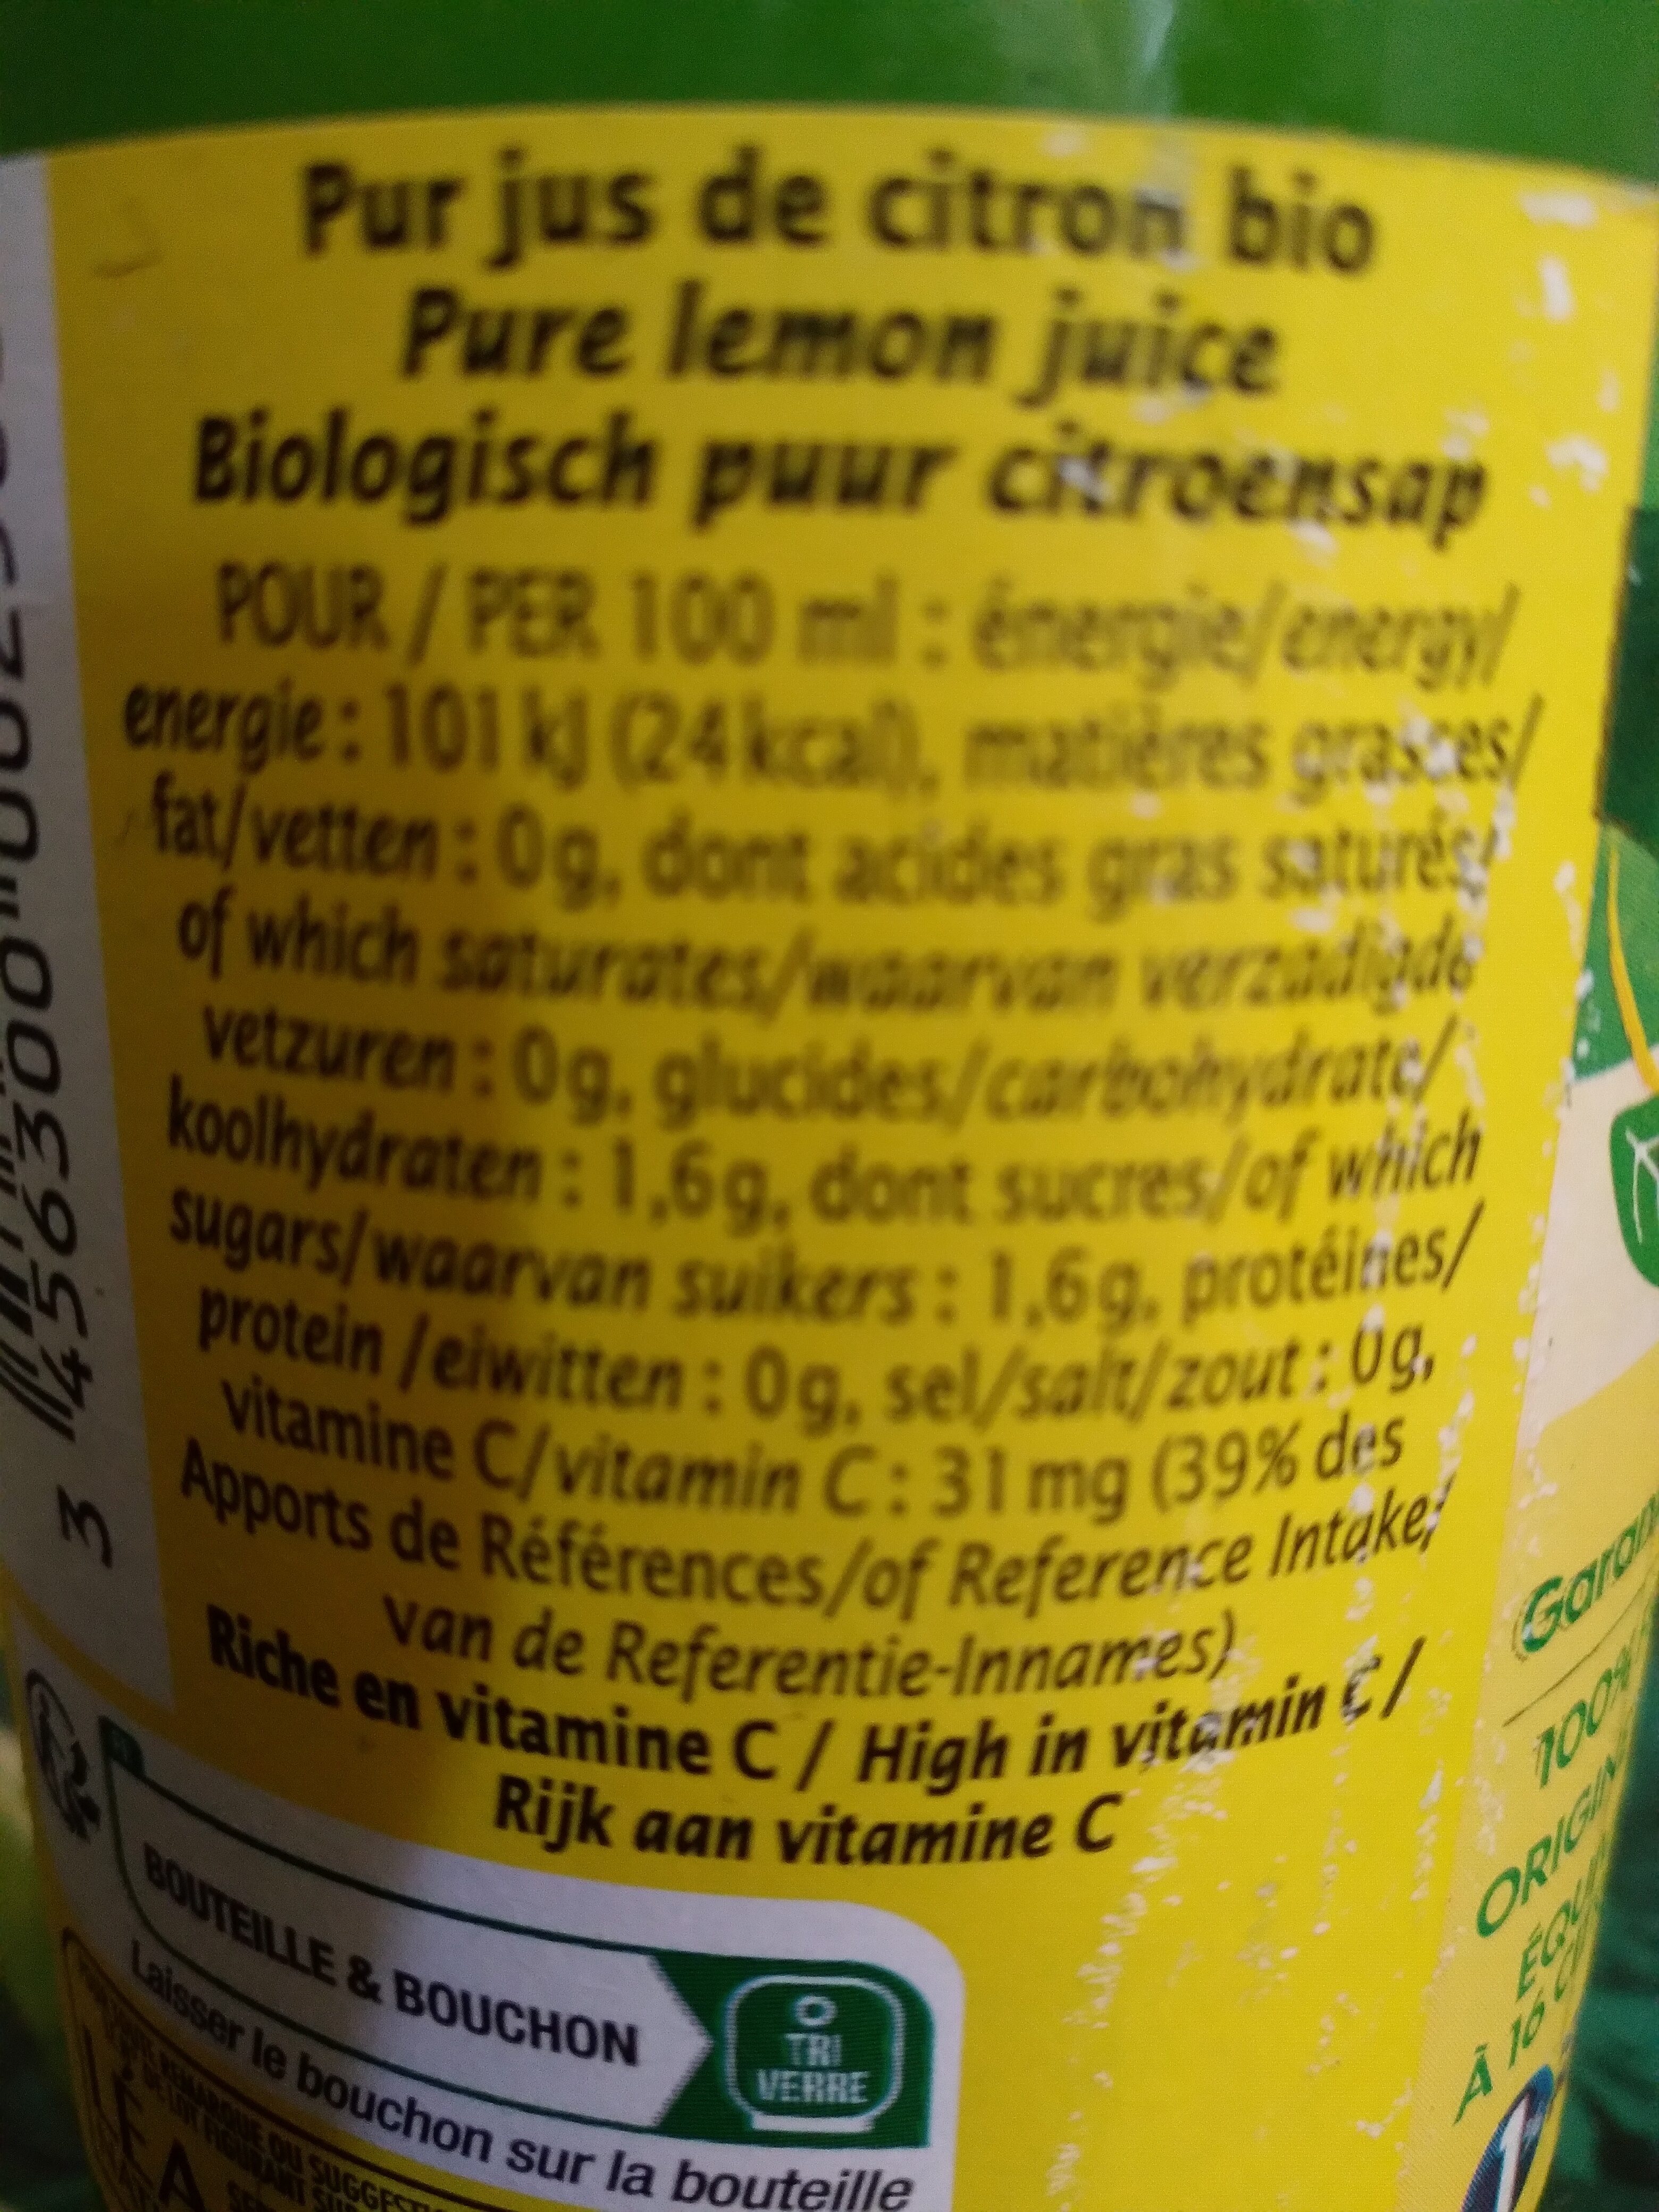 Pur jus de citron bio
Pure lemon juice
Biologisch puur citroensap
POUR / PER 100 ml : énergie/energy/
energie : 101 kJ (24 kcal), matières grasses/
fat/vetten : 0g, dont acides gras saturés/
of which saturates/waarvan verzadigde
vetzuren : 0g, glucides/carbohydrate/
koolhydraten : 1,6g, dont sucres/of which
sugars/waarvan suikers : 1,6g, protéines/
protein /eiwitten : 0g, sel/salt/zout : 0g,
vitamine C/vitamin C : 31 mg (39% des
Apports de Références/of Reference Intake/
van de Referentie-Innames)
Riche en vitamine C / High in vitamin C /
Rijk aan vitamine C
BOUTEILLE & BOUCHON
TRI
VERRE
Laisser le bouchon sur la bouteille
100%
À 16